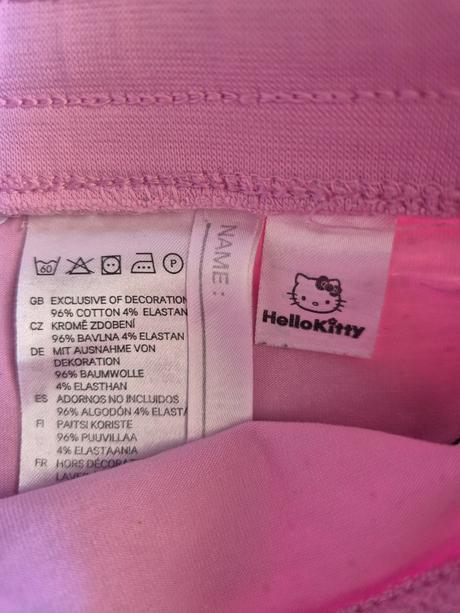 60
P
GB EXCLUSIVE OF DECORATION
96% COTTON 4% ELASTAN
CZ KROMĚ ZDOBENÍ
96% BAVLNA 4% ELASTAN
DE MIT AUSNAHME VON
DEKORATION
96% BAUMWOLLE
4% ELASTHAN
ES ADORNOS NO INCLUIDOS
96% ALGODÓN 4% ELASTA
FI PAITSI KORISTE
96% PUUVILLAA
4% ELASTAANIA
FR HORS DÉCORAT
NAME:
HelloKitty